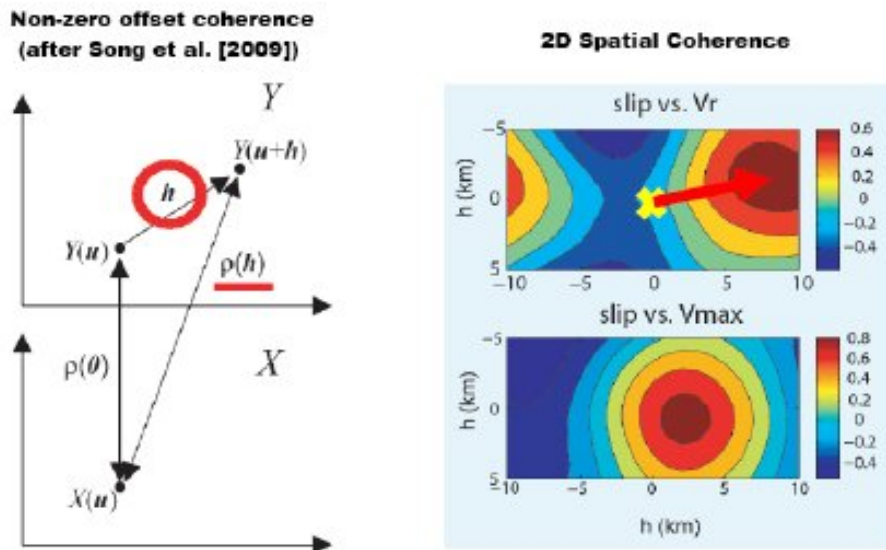 Non-zero offset coherence
(after Song et al. [2009])
Y
Y(u+h)
h
Y(u)
ρ(h)
ρ(0)
X
X(u)
2D Spatial Coherence
slip vs. Vr
-5
0
5
h (km)
-10
-5
0
5
10
0.6
0.4
0.2
0
-0.2
-0.4
slip vs. Vmax
-5
0
5
h (km)
-10
-5
0
5
10
h (km)
0.8
0.6
0.4
0.2
0
-0.2
-0.4